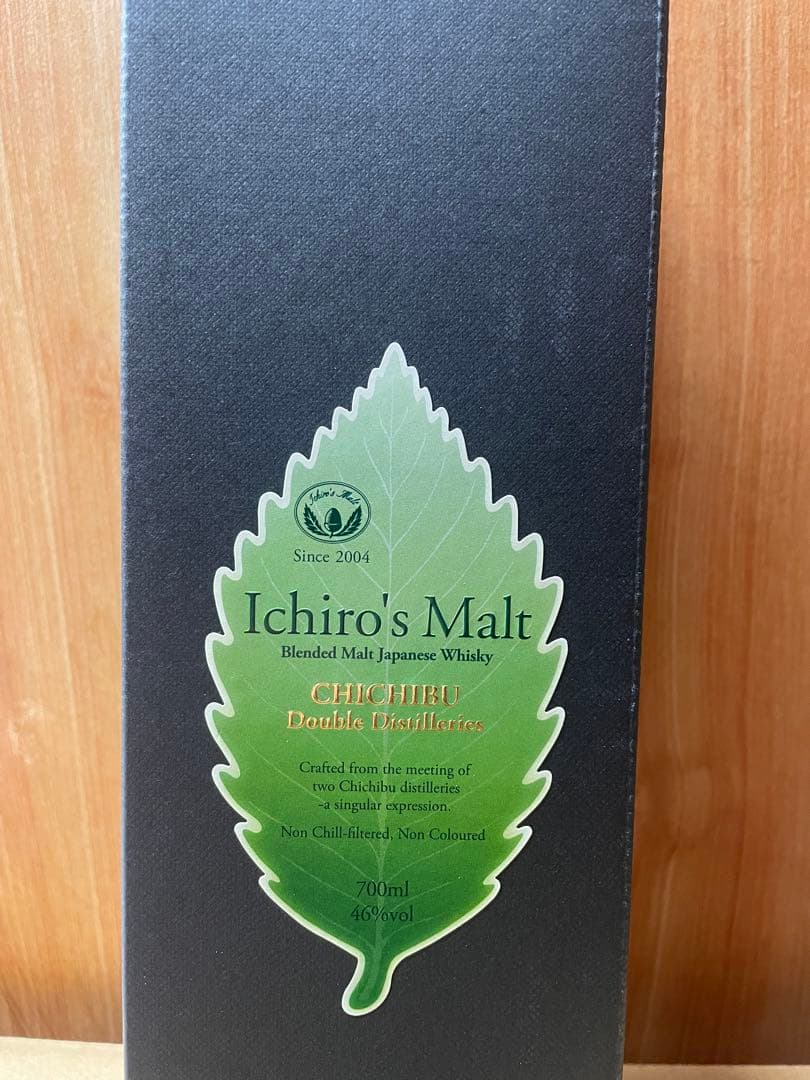 Ichiro's Malt
Since 2004
Ichiro's Malt
Blended Malt Japanese Whisky
CHICHIBU
Double Distilleries
Crafted from the meeting of
two Chichibu distilleries
-a singular expression.
Non Chill-filtered, Non Coloured
700ml
46%vol